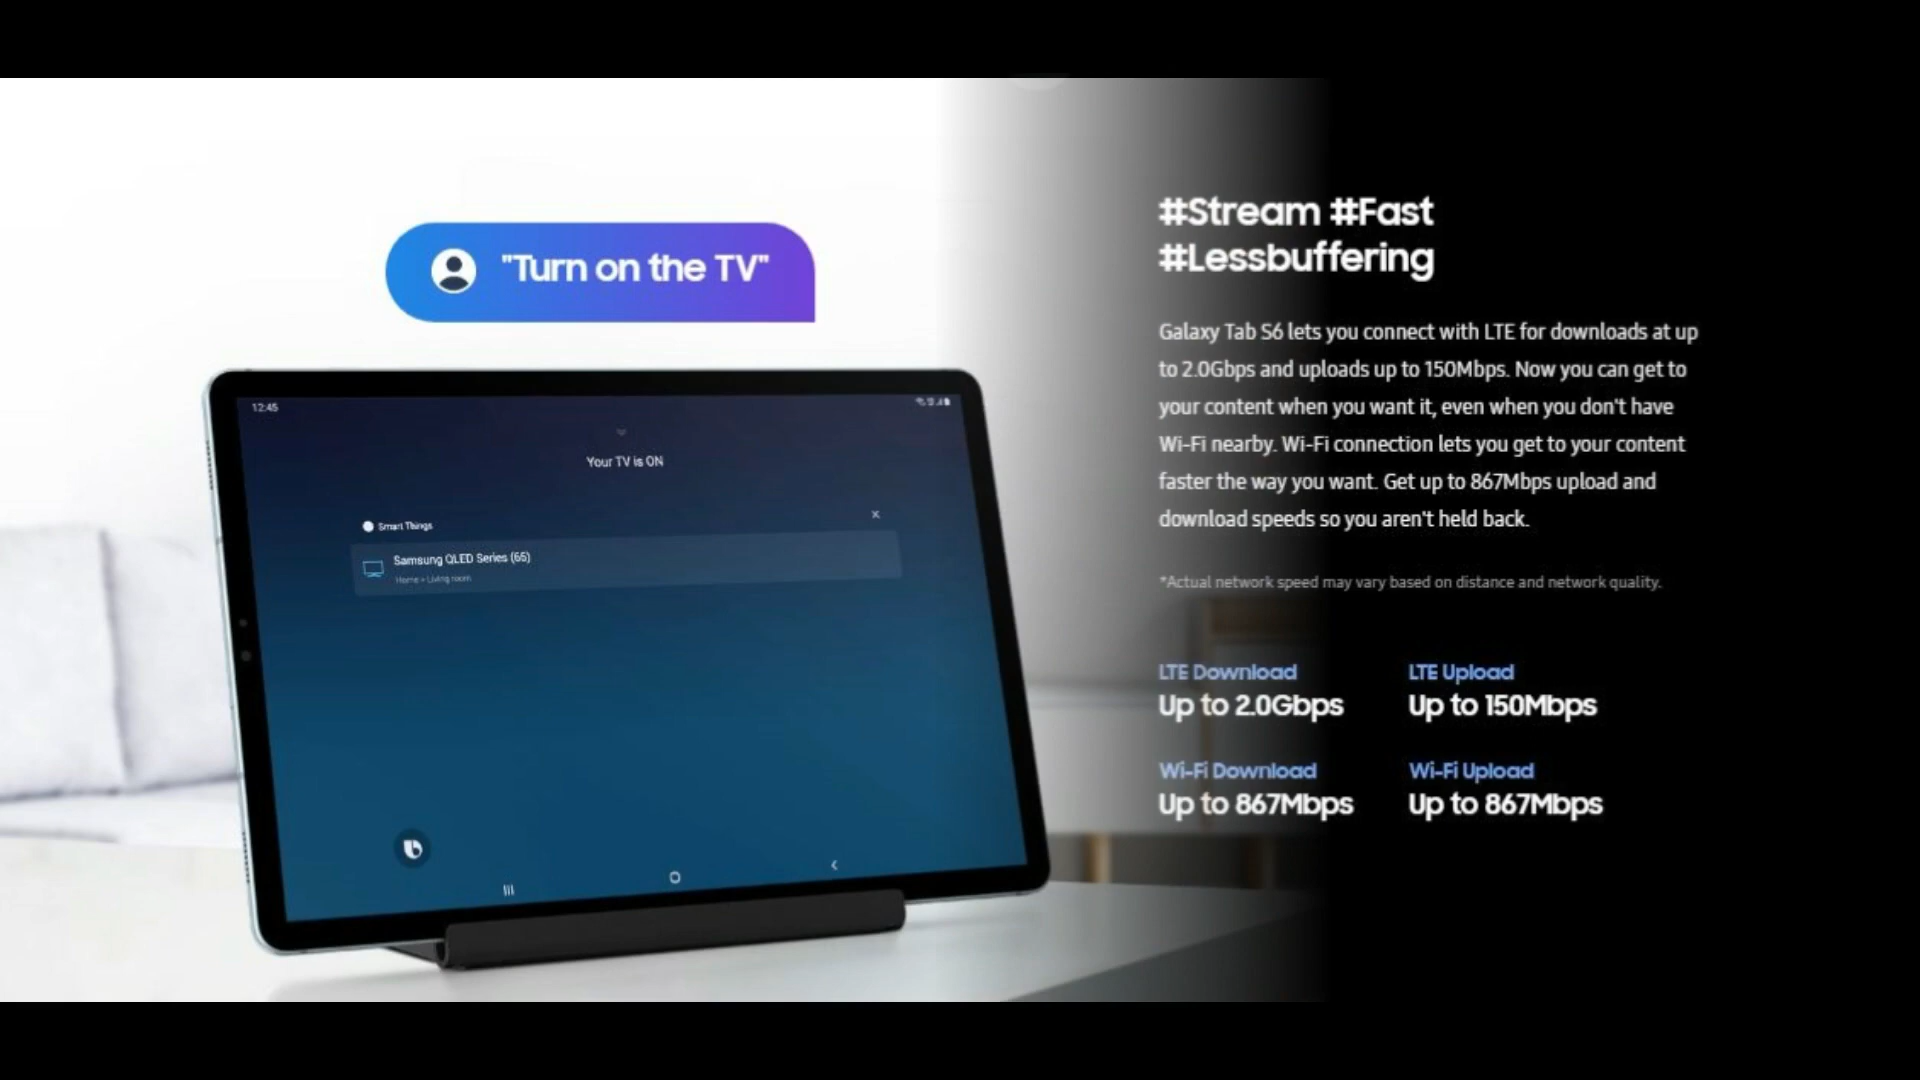 "Turn on the TV"
12:45
Your TV is ON
SmartThings
Samsung QLED Series (65)
Home > Living room
#Stream #Fast
#Lessbuffering
Galaxy Tab S6 lets you connect with LTE for downloads at up
to 2.0Gbps and uploads up to 150Mbps. Now you can get to
your content when you want it, even when you don't have
Wi-Fi nearby. Wi-Fi connection lets you get to your content
faster the way you want. Get up to 867Mbps upload and
download speeds so you aren't held back.
*Actual network speed may vary based on distance and network quality.
LTE Download
LTE Upload
Up to 2.0Gbps
Up to 150Mbps
Wi-Fi Download
Wi-Fi Upload
Up to 867Mbps
Up to 867Mbps